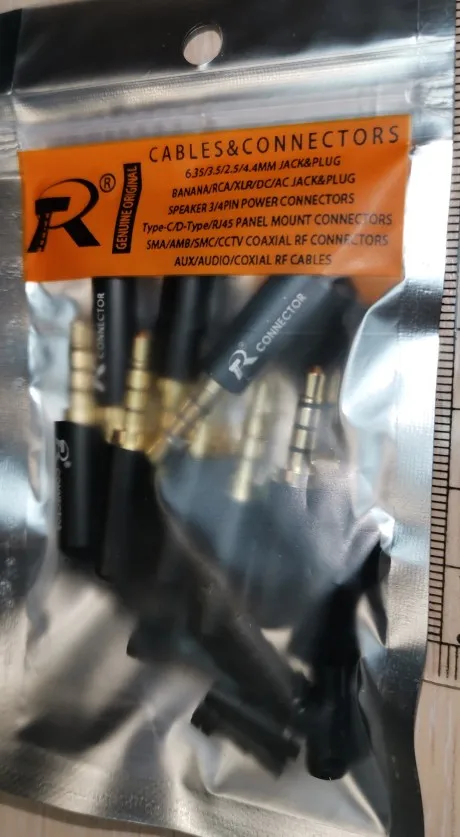 CABLES&CONNECTORS
6.35/3.5/2.5/4.4MM JACK&PLUG
BANANA/RCA/XLR/DC/AC JACK&PLUG
SPEAKER 3/4PIN POWER CONNECTORS
Type-C/D-Type/RJ45 PANEL MOUNT CONNECTORS
SMA/AMB/SMC/CCTV COAXIAL RF CONNECTORS
AUX/AUDIO/COXIAL RF CABLES
R®
GENUINE ORIGINAL
R CONNECTOR
R CONNECTOR